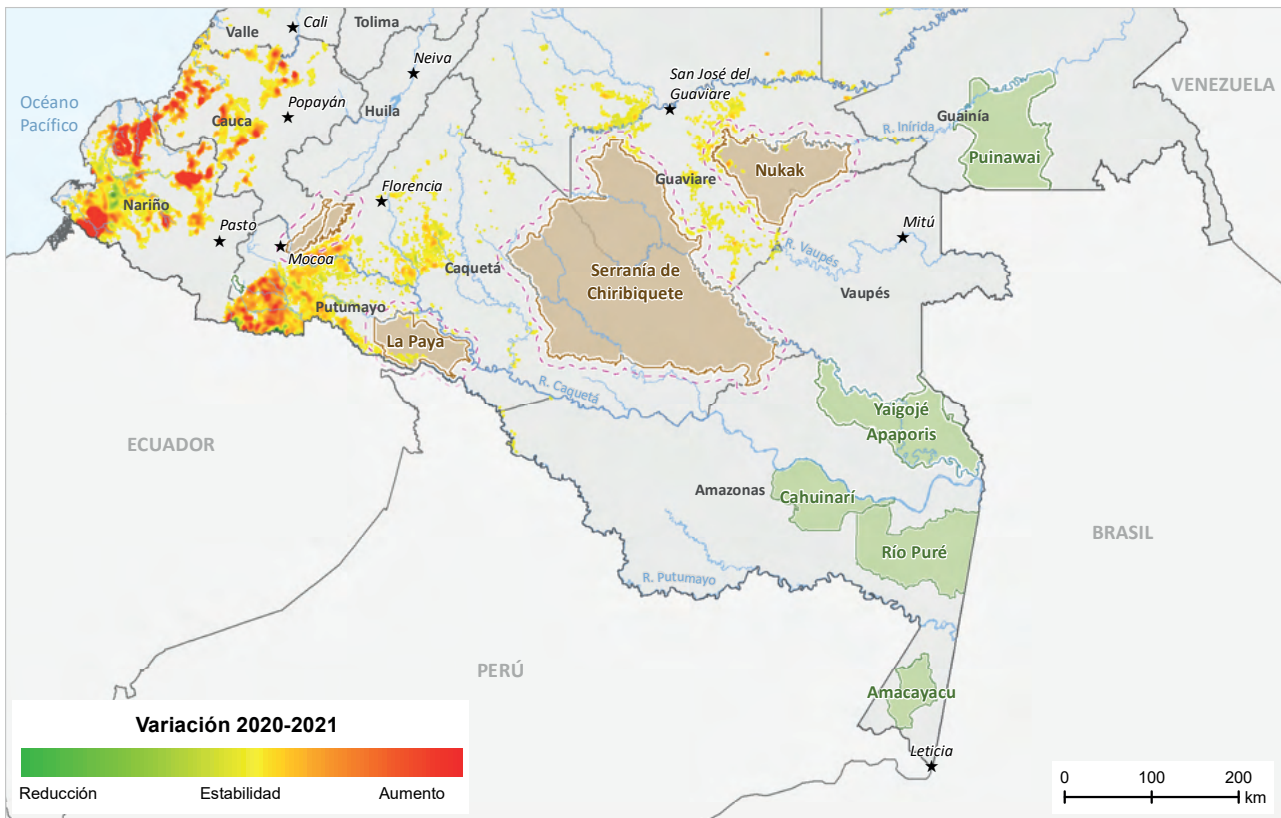 Valle
Cali
Tolima
Neiva
Océano
Pacífico
Popayán
Cauca
Huila
San José del
Guaviare
VENEZUELA
Guainía
R. Inírida
Puinawai
Nukak
Guaviare
Florencia
Nariño
Pasto
Mocoa
Mitú
R. Vaupés
Caquetá
Serranía de
Chiribiquete
Vaupés
Putumayo
La Paya
R. Caquetá
Yaigojé
Apaporis
ECUADOR
Amazonas
Cahuinarí
BRASIL
Río Puré
R. Putumayo
PERÚ
Amacayacu
Leticia
Variación 2020-2021
Reducción Estabilidad Aumento
0 100 200
km